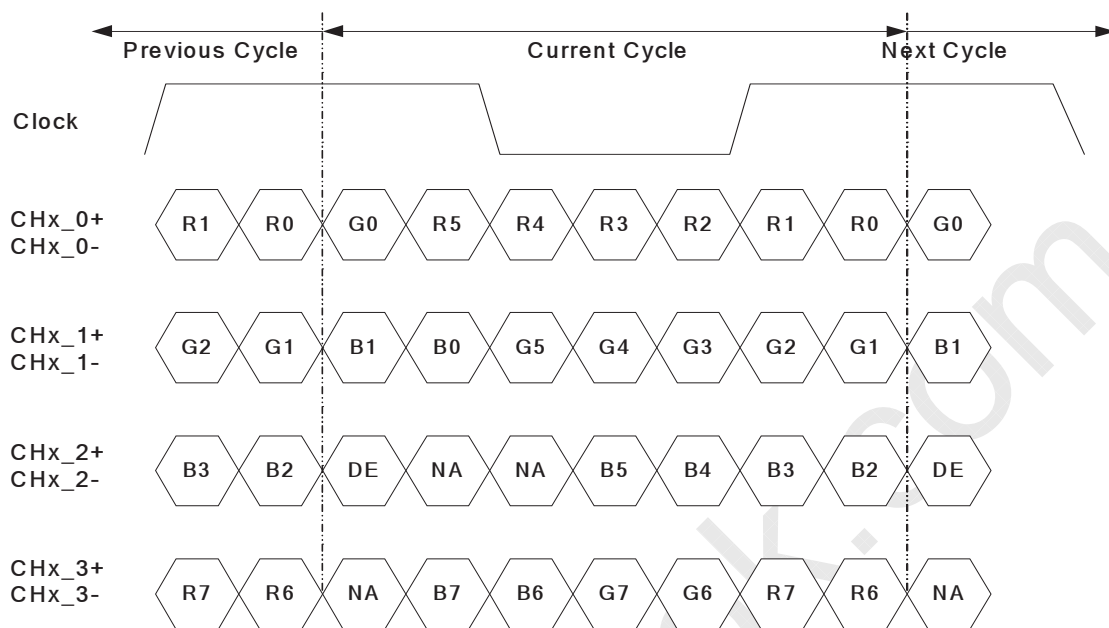 Previous Cycle Current Cycle Next Cycle
Clock
CHx_0+
CHx_0-
R1 R0 G0 R5 R4 R3 R2 R1 R0 G0
CHx_1+
CHx_1-
G2 G1 B1 B0 G5 G4 G3 G2 G1 B1
CHx_2+
CHx_2-
B3 B2 DE NA NA B5 B4 B3 B2 DE
CHx_3+
CHx_3-
R7 R6 NA B7 B6 G7 G6 R7 R6 NA
k.com